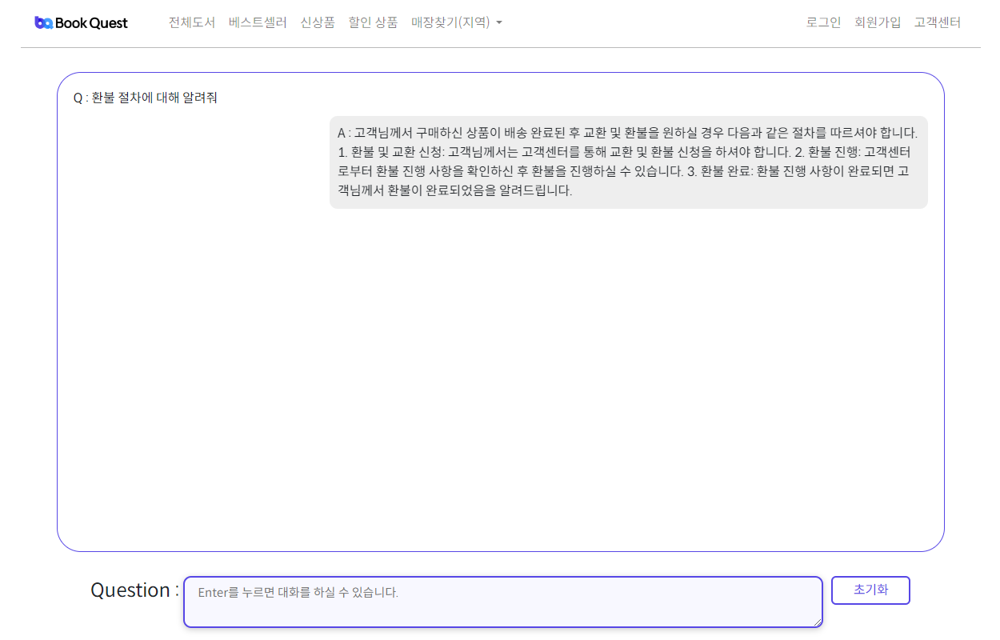 Book Quest 전체도서 베스트셀러 신상품 할인 상품 매장찾기(지역) 로그인 회원가입 고객센터
Q : 환불 절차에 대해 알려줘
A : 고객님께서 구매하신 상품이 배송 완료된 후 교환 및 환불을 원하실 경우 다음과 같은 절차를 따르셔야 합니다.
1. 환불 및 교환 신청: 고객님께서는 고객센터를 통해 교환 및 환불 신청을 하셔야 합니다. 2. 환불 진행: 고객센터
로부터 환불 진행 사항을 확인하신 후 환불을 진행하실 수 있습니다. 3. 환불 완료: 환불 진행 사항이 완료되면 고
객님께서 환불이 완료되었음을 알려드립니다.
Question : Enter를 누르면 대화를 하실 수 있습니다. 초기화